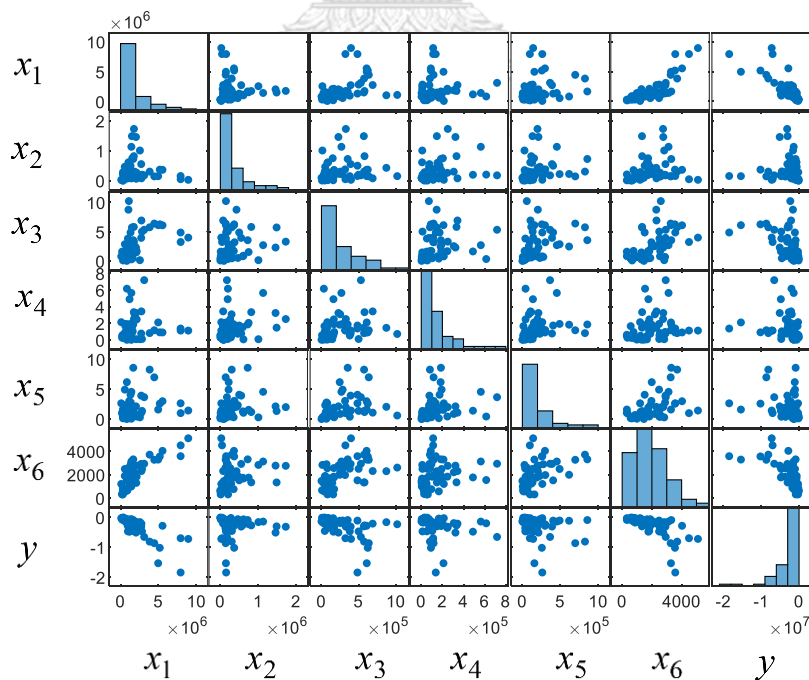 ×10⁶
x₁ 10 5 0
x₂ 2 1 0
x₃ 10 5 0
x₄ 8 6 4 2 0
x₅ 10 5 0
x₆ 4000 2000 0
y 0 -1 -2
0 5 10 0 1 2 0 5 10 0 2 4 6 8 0 5 10 0 4000 -2 -1 0
×10⁶ ×10⁶ ×10⁵ ×10⁵ ×10⁵ ×10⁷
x₁ x₂ x₃ x₄ x₅ x₆ y